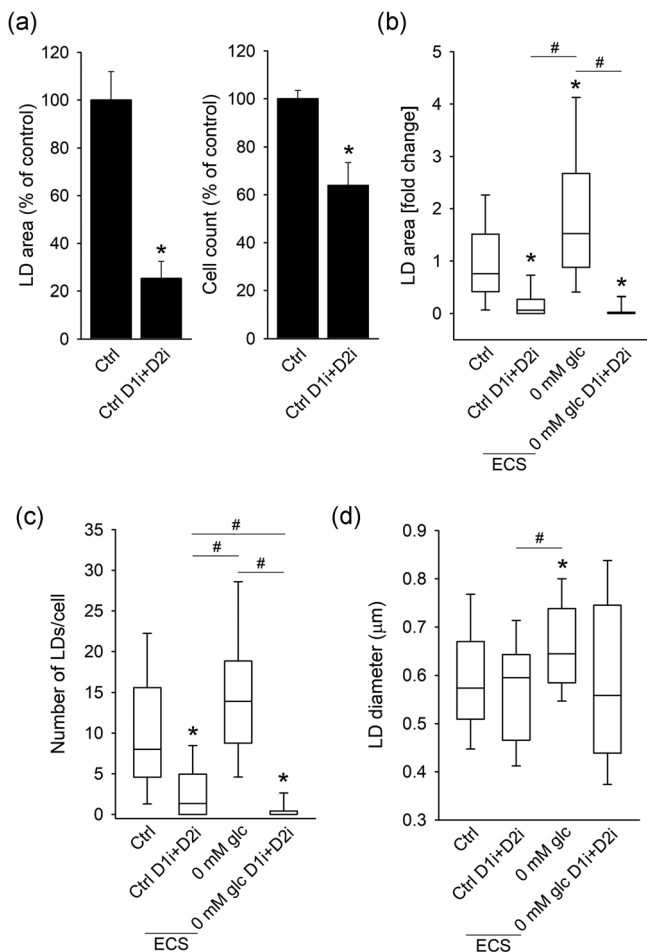 (a)
LD area (% of control)
120
100
80
60
40
20
0
*
Ctrl
Ctrl D1i+D2i
Cell count (% of control)
120
100
80
60
40
20
0
*
Ctrl
Ctrl D1i+D2i
(b)
LD area [fold change]
5
4
3
2
1
0
# #
* * *
Ctrl
Ctrl D1i+D2i
0 mM glc
0 mM glc D1i+D2i
ECS
(c)
Number of LDs/cell
35
30
25
20
15
10
5
0
#
# #
* *
Ctrl
Ctrl D1i+D2i
0 mM glc
0 mM glc D1i+D2i
ECS
(d)
LD diameter (μm)
0.9
0.8
0.7
0.6
0.5
0.4
0.3
#
*
Ctrl
Ctrl D1i+D2i
0 mM glc
0 mM glc D1i+D2i
ECS